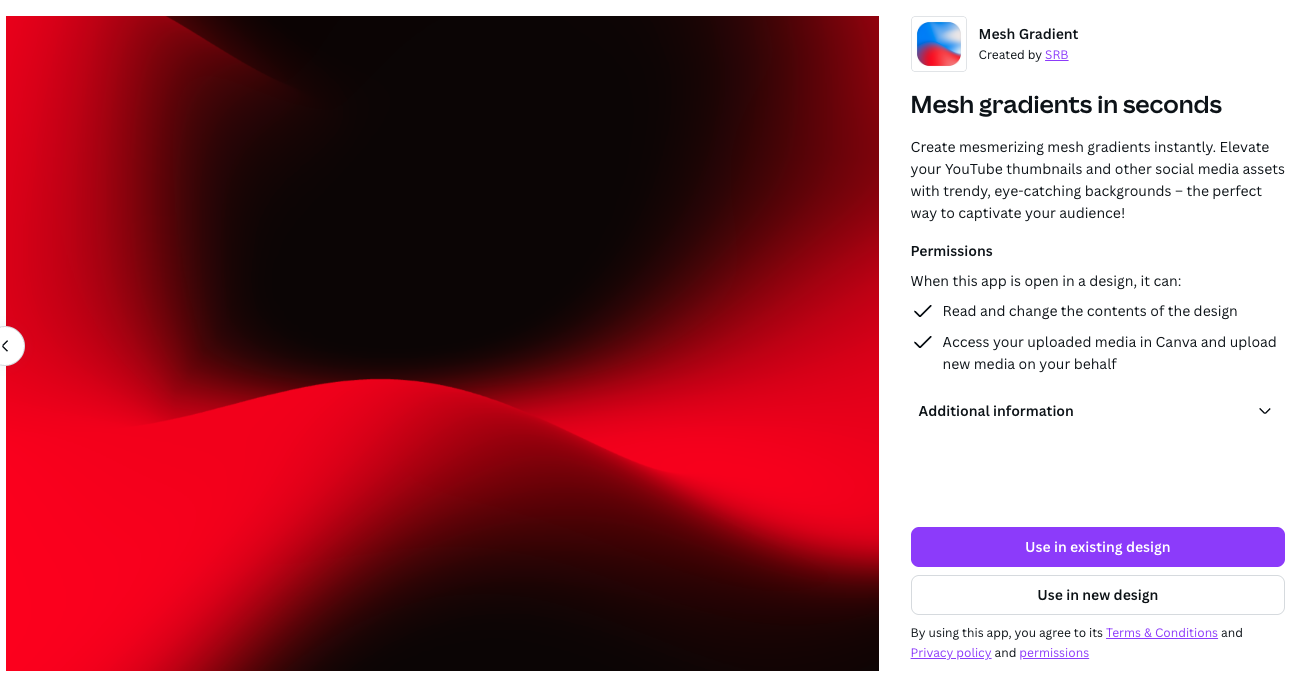 Mesh Gradient
Created by SRB
Mesh gradients in seconds
Create mesmerizing mesh gradients instantly. Elevate
your YouTube thumbnails and other social media assets
with trendy, eye-catching backgrounds – the perfect
way to captivate your audience!
Permissions
When this app is open in a design, it can:
Read and change the contents of the design
Access your uploaded media in Canva and upload
new media on your behalf
Additional information
Use in existing design
Use in new design
By using this app, you agree to its Terms & Conditions and
Privacy policy and permissions